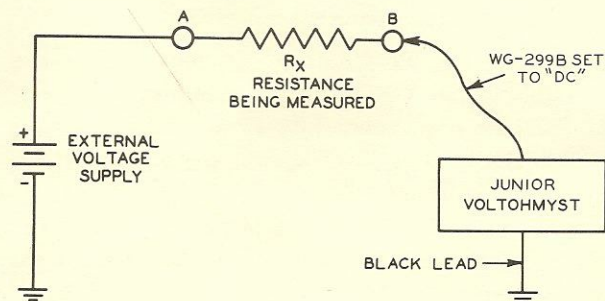 A
B
RX
RESISTANCE
BEING MEASURED
WG-299B SET
TO "DC"
+
-
EXTERNAL
VOLTAGE
SUPPLY
JUNIOR
VOLTOHMYST
BLACK LEAD